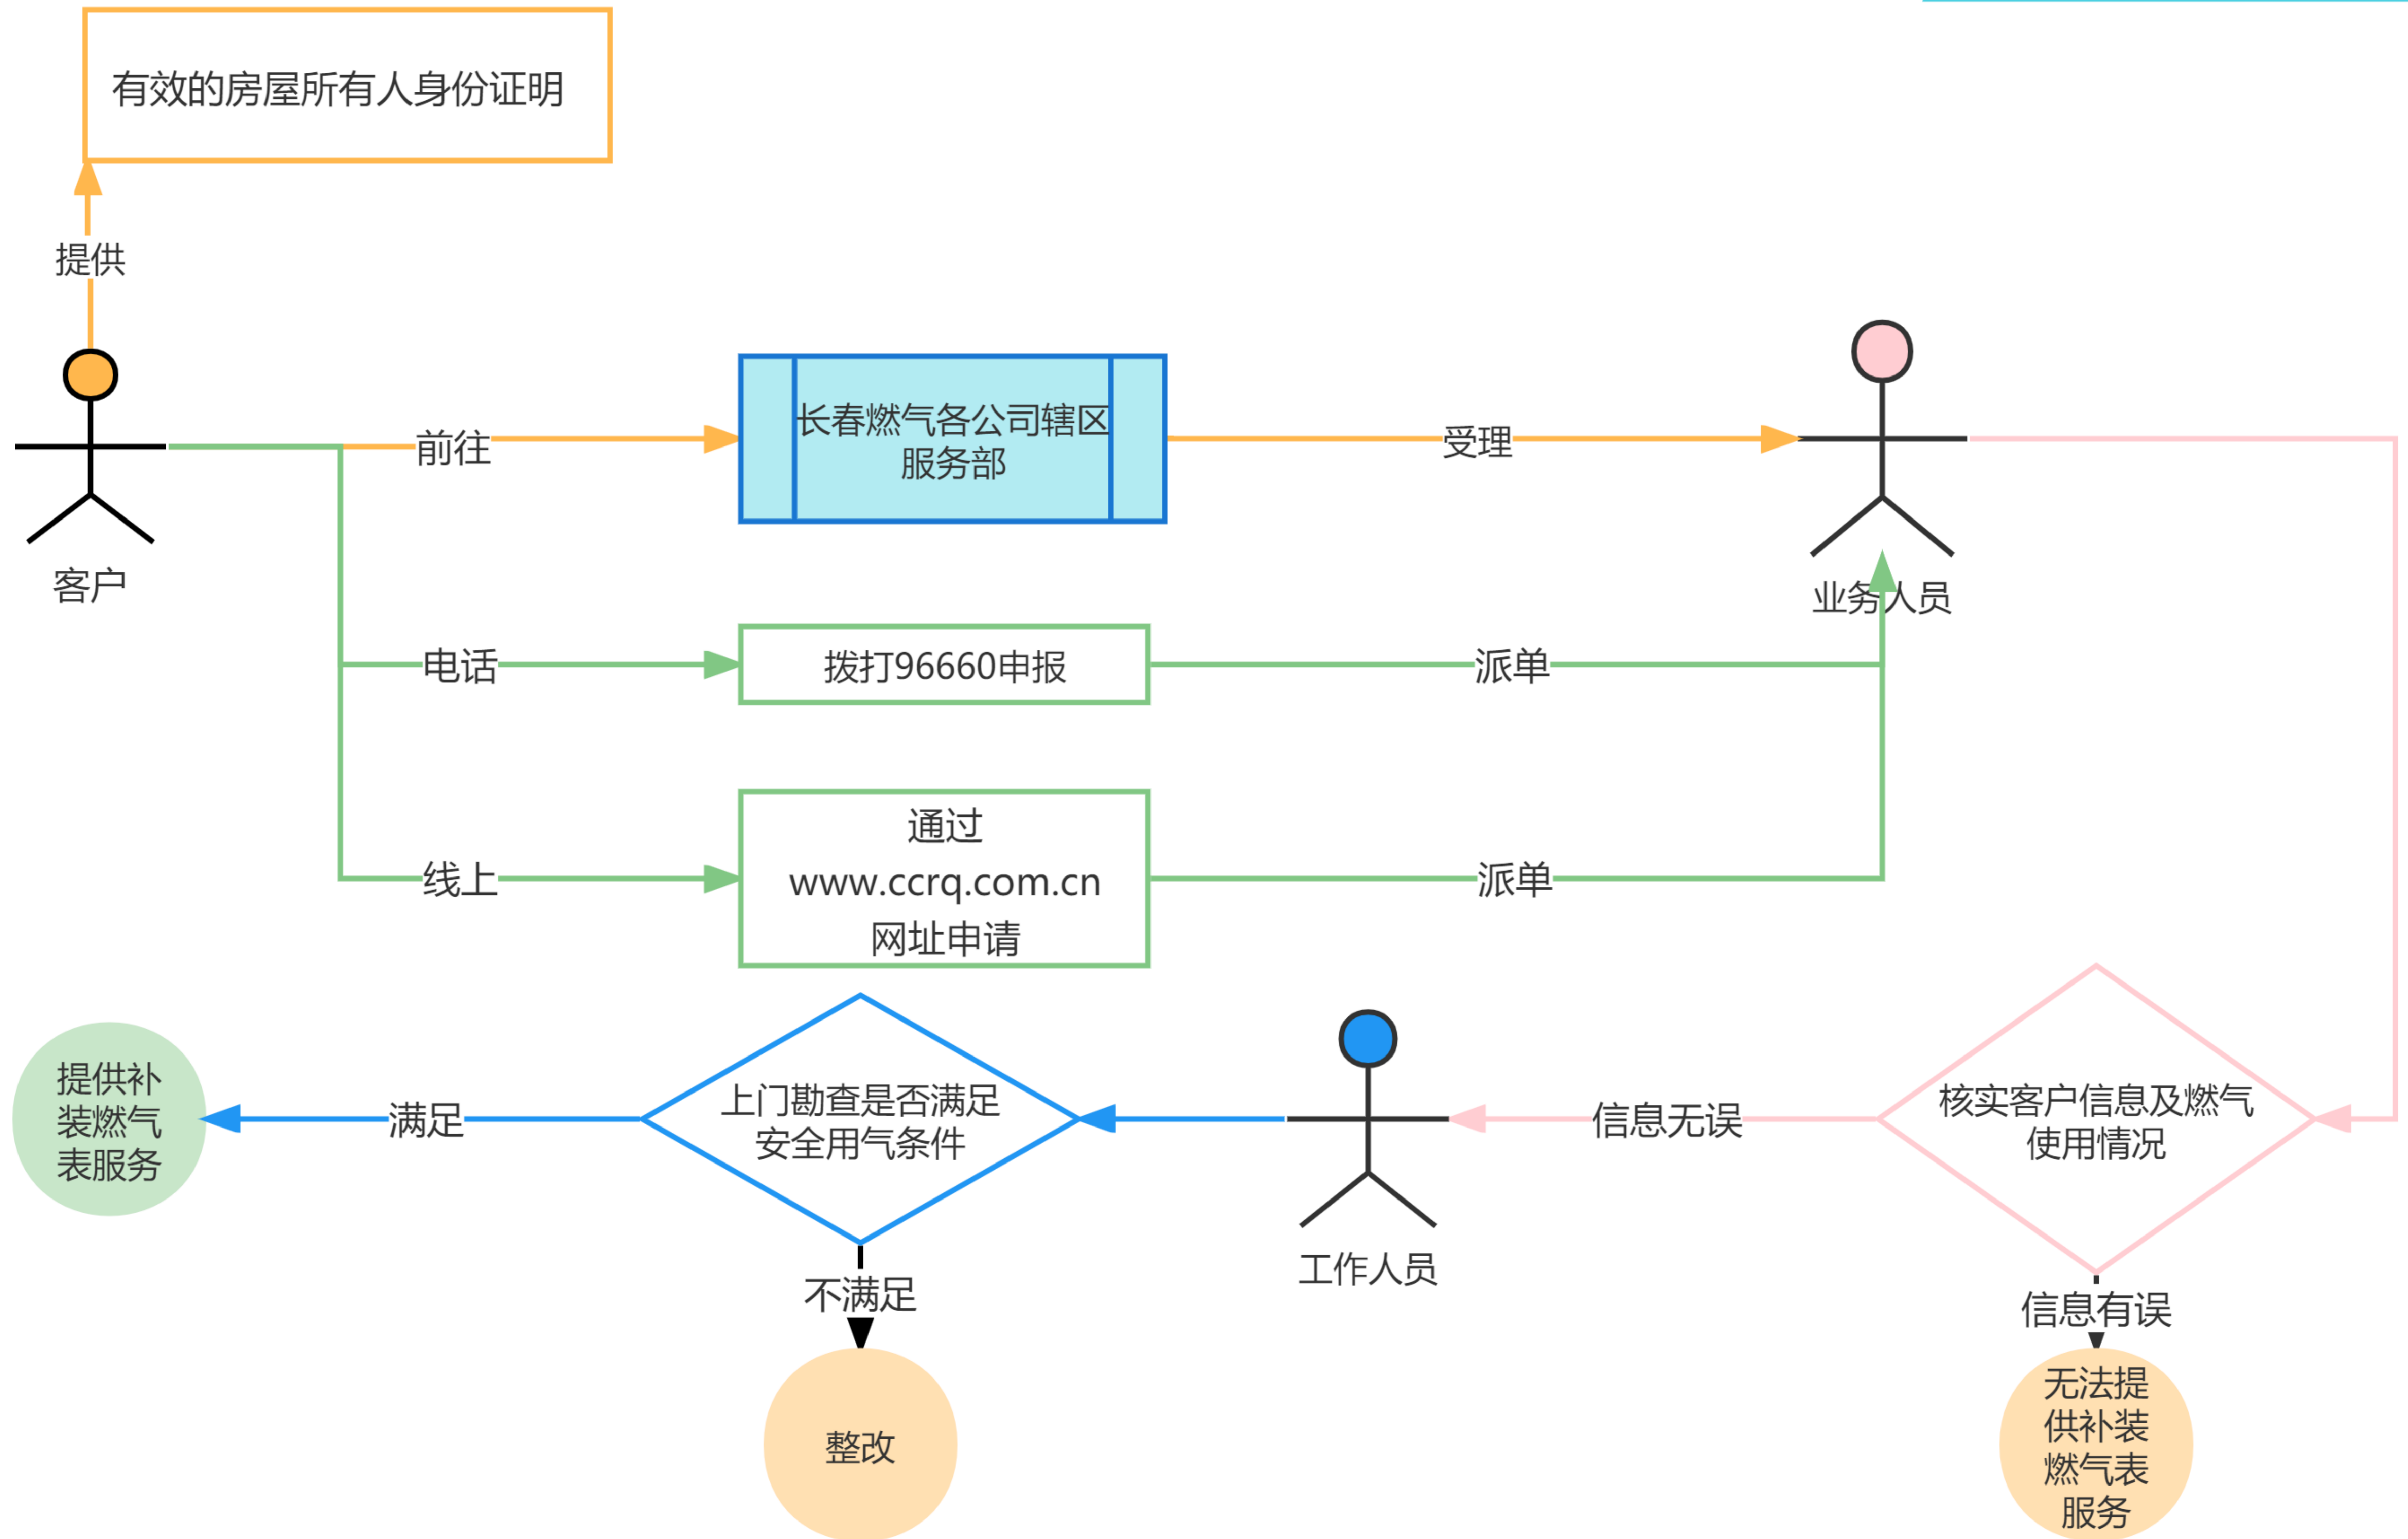 有效的房屋所有人身份证明
提供
客户
前往
长春燃气各公司辖区
服务部
受理
业务人员
电话
拨打96660申报
派单
线上
通过
www.ccrq.com.cn
网址申请
派单
提供补
装燃气
表服务
满足
上门勘查是否满足
安全用气条件
不满足
整改
工作人员
信息无误
核实客户信息及燃气
使用情况
信息有误
无法提
供补装
燃气表
服务